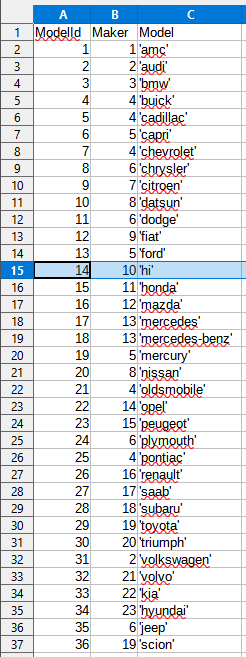 A B C
1 ModelId Maker Model
2 1 1 'amc'
3 2 2 'audi'
4 3 3 'bmw'
5 4 4 'buick'
6 5 4 'cadillac'
7 6 5 'capri'
8 7 4 'chevrolet'
9 8 6 'chrysler'
10 9 7 'citroen'
11 10 8 'datsun'
12 11 6 'dodge'
13 12 9 'fiat'
14 13 5 'ford'
15 14 10 'hi'
16 15 11 'honda'
17 16 12 'mazda'
18 17 13 'mercedes'
19 18 13 'mercedes-benz'
20 19 5 'mercury'
21 20 8 'nissan'
22 21 4 'oldsmobile'
23 22 14 'opel'
24 23 15 'peugeot'
25 24 6 'plymouth'
26 25 4 'pontiac'
27 26 16 'renault'
28 27 17 'saab'
29 28 18 'subaru'
30 29 19 'toyota'
31 30 20 'triumph'
32 31 2 'volkswagen'
33 32 21 'volvo'
34 33 22 'kia'
35 34 23 'hyundai'
36 35 6 'jeep'
37 36 19 'scion'